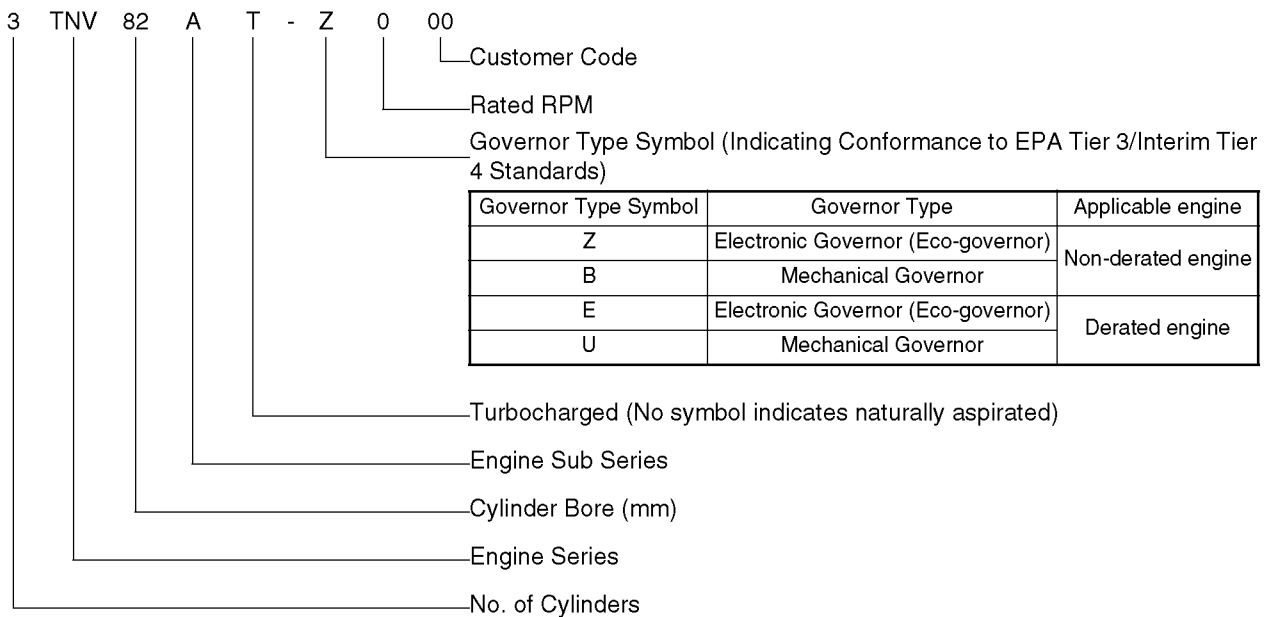 3 TNV 82 A T - Z 0 00
Customer Code
Rated RPM
Governor Type Symbol (Indicating Conformance to EPA Tier 3/Interim Tier
4 Standards)
Governor Type Symbol Governor Type Applicable engine
Z Electronic Governor (Eco-governor) Non-derated engine
B Mechanical Governor
E Electronic Governor (Eco-governor) Derated engine
U Mechanical Governor
Turbocharged (No symbol indicates naturally aspirated)
Engine Sub Series
Cylinder Bore (mm)
Engine Series
No. of Cylinders